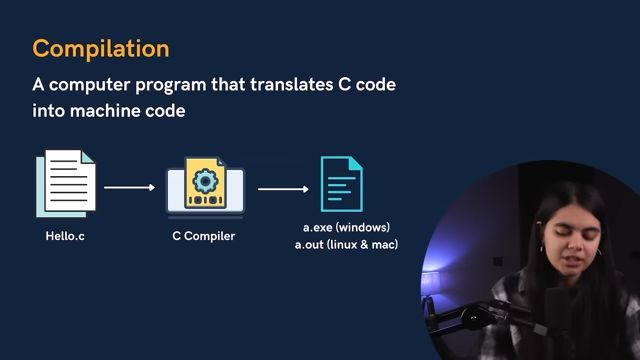 Compilation
A computer program that translates C code
into machine code
Hello.c
C Compiler
a.exe (windows)
a.out (linux & mac)